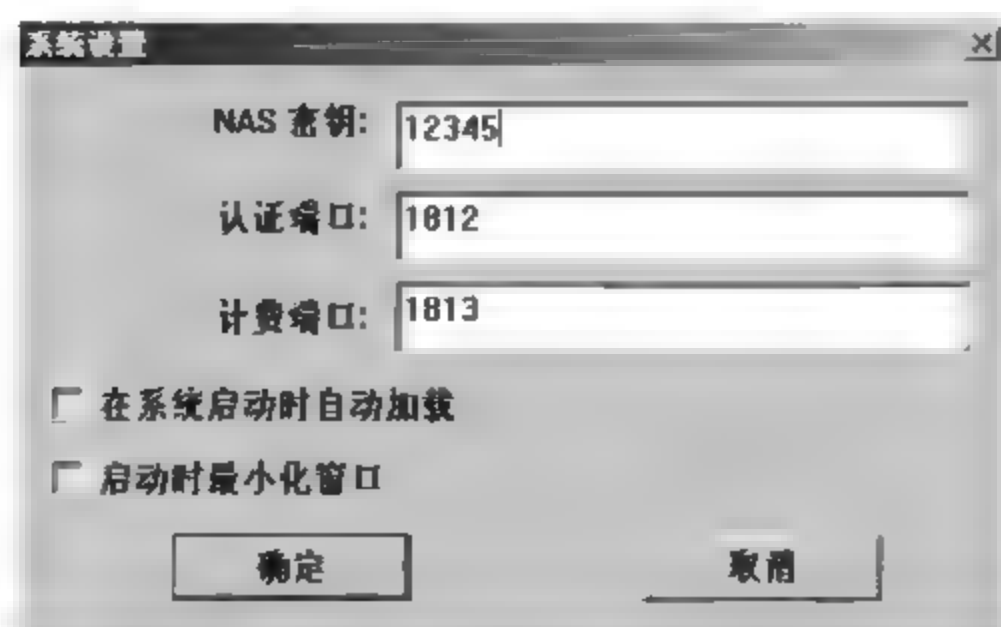 系统设置
NAS 密钥: 12345
认证端口: 1812
计费端口: 1813
在系统启动时自动加载
启动时最小化窗口
确定 取消